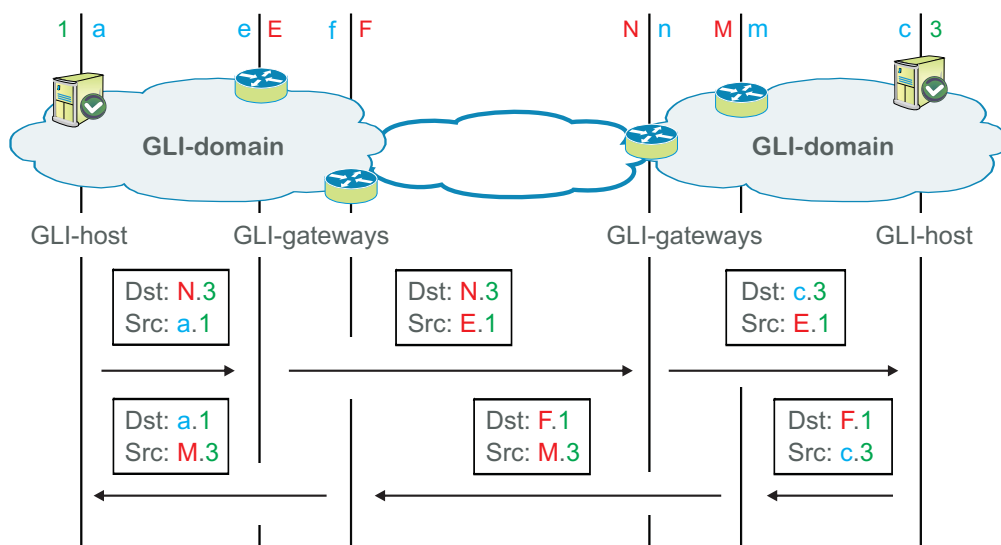 1 a e E f F N n M m c 3
GLI-domain GLI-domain
GLI-host GLI-gateways GLI-gateways GLI-host
Dst: N.3
Src: a.1
Dst: N.3
Src: E.1
Dst: c.3
Src: E.1
Dst: a.1
Src: M.3
Dst: F.1
Src: M.3
Dst: F.1
Src: c.3